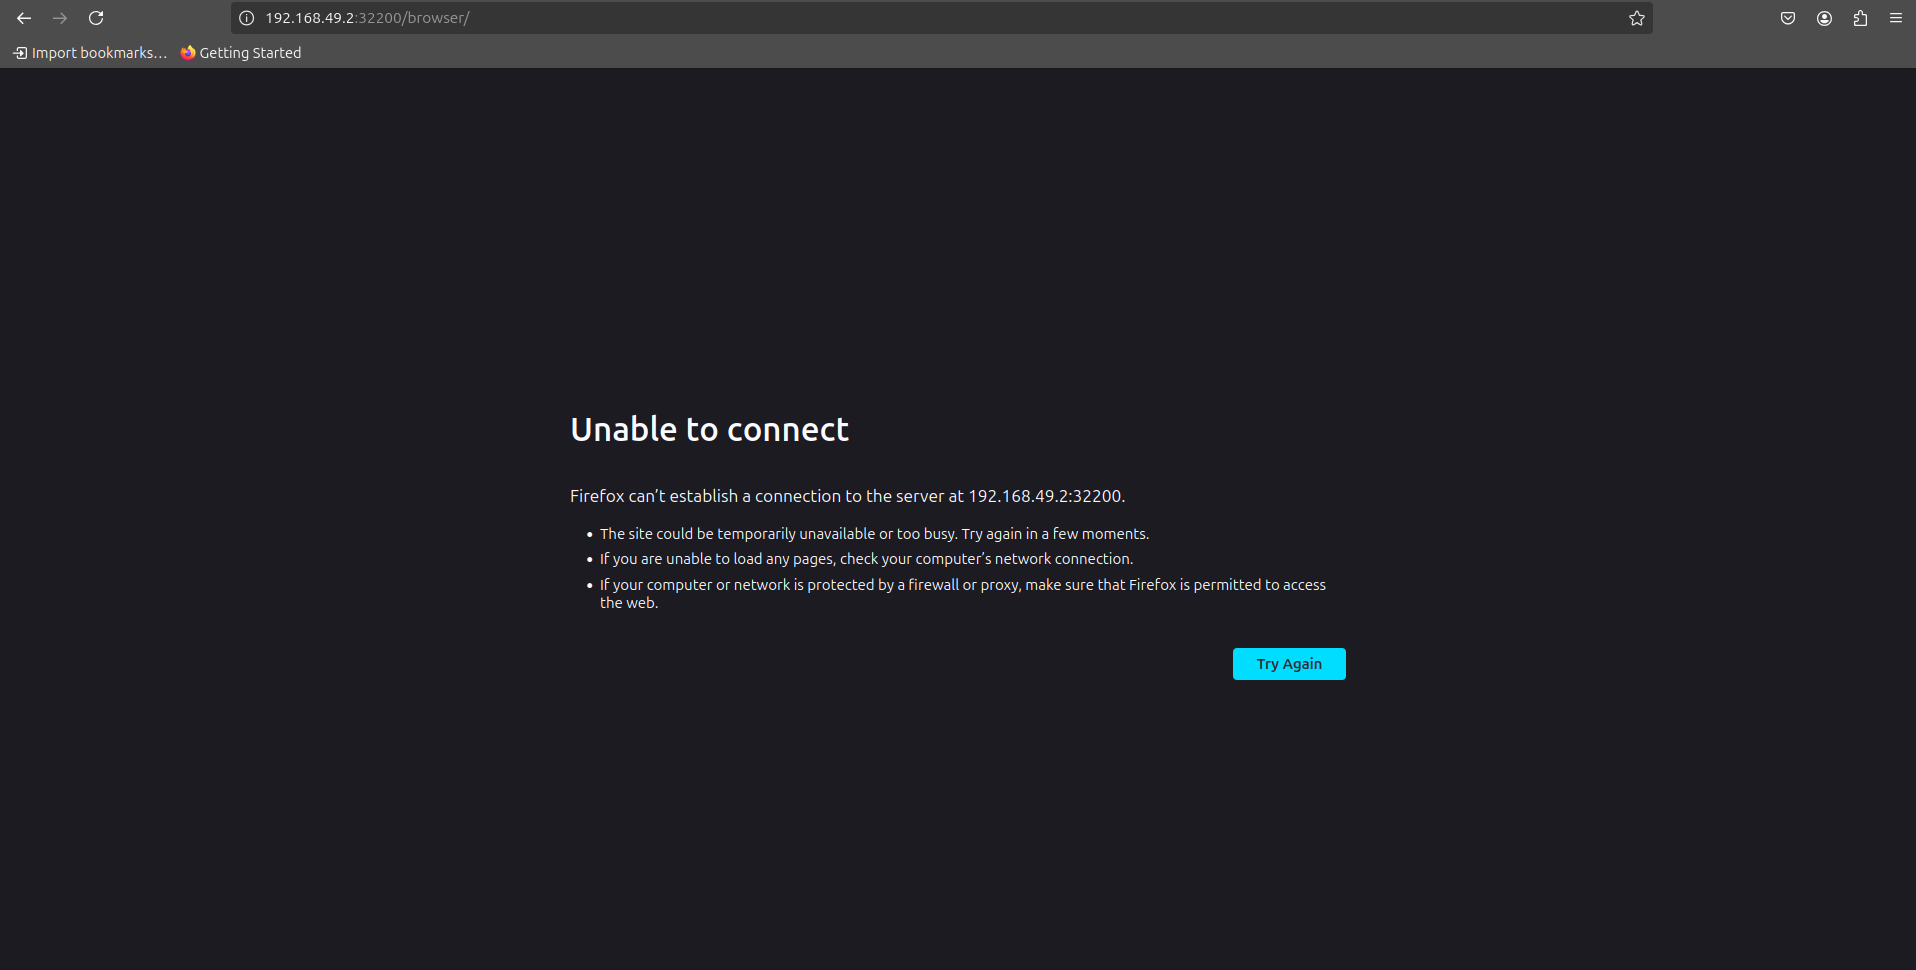 192.168.49.2:32200/browser/
Import bookmarks… Getting Started
Unable to connect
Firefox can’t establish a connection to the server at 192.168.49.2:32200.
• The site could be temporarily unavailable or too busy. Try again in a few moments.
• If you are unable to load any pages, check your computer’s network connection.
• If your computer or network is protected by a firewall or proxy, make sure that Firefox is permitted to access
the web.
Try Again